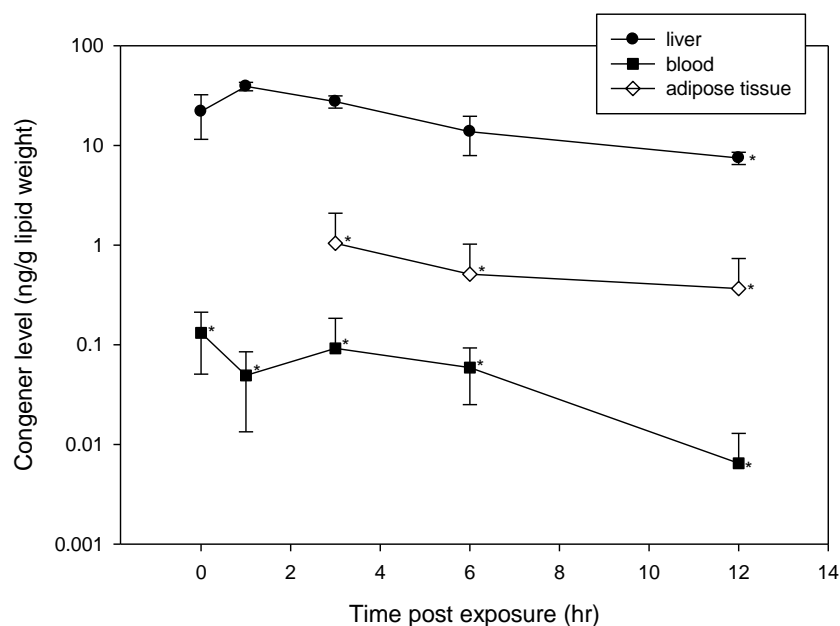 100
10
1
0.1
0.01
0.001
Congener level (ng/g lipid weight)
liver
blood
adipose tissue
*
*
*
*
*
*
*
*
*
0 2 4 6 8 10 12 14
Time post exposure (hr)